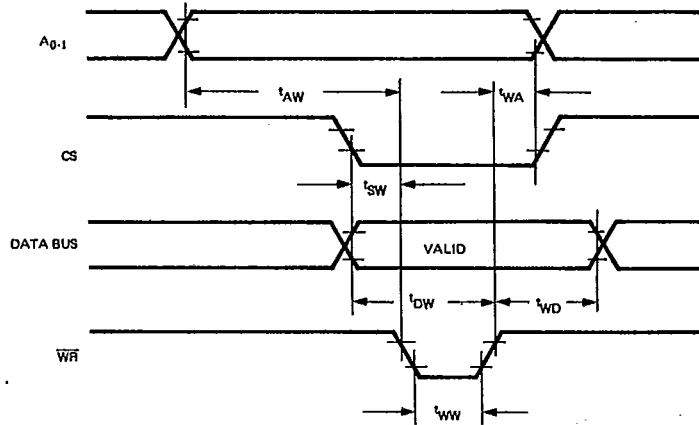 A0-1
tAW
tWA
CS
tSW
DATA BUS
VALID
tDW
tWD
WR
tWW